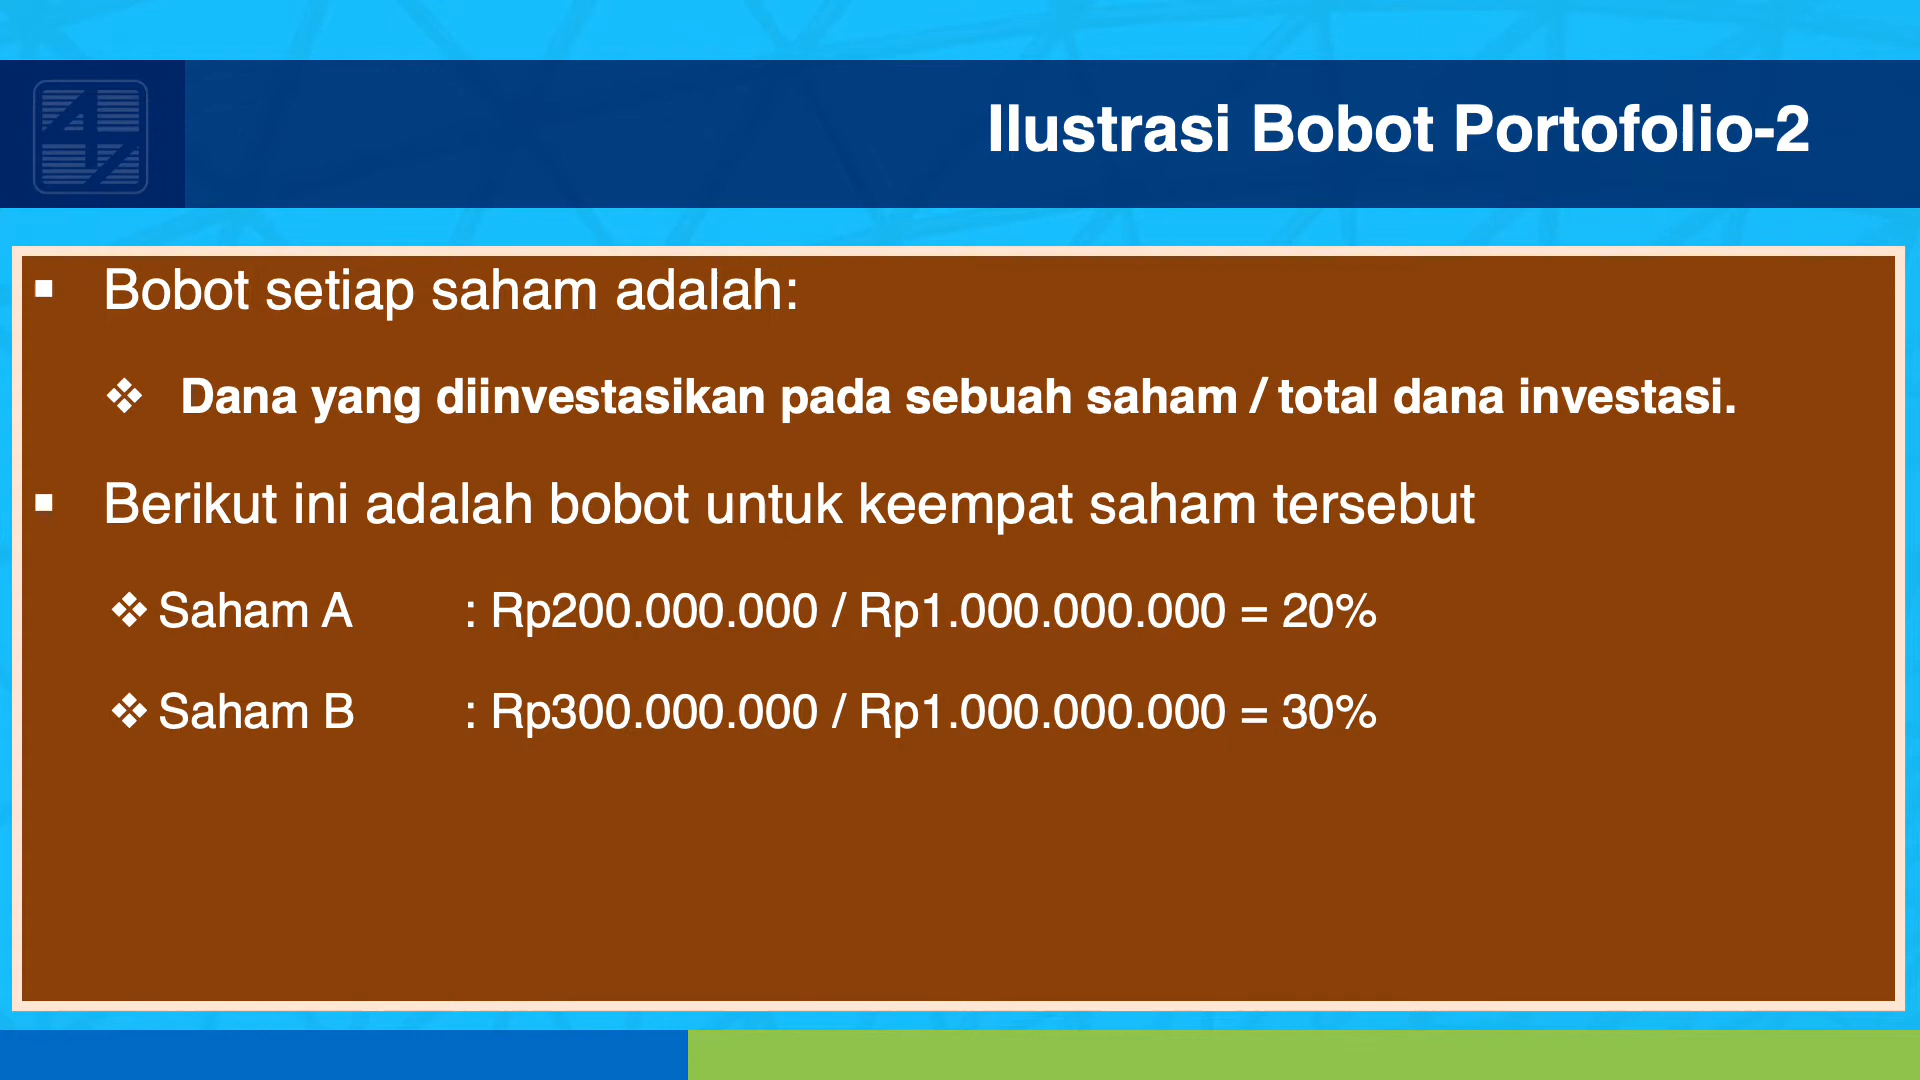 Ilustrasi Bobot Portofolio-2
▪ Bobot setiap saham adalah:
❖ Dana yang diinvestasikan pada sebuah saham / total dana investasi.
▪ Berikut ini adalah bobot untuk keempat saham tersebut
❖ Saham A : Rp200.000.000 / Rp1.000.000.000 = 20%
❖ Saham B : Rp300.000.000 / Rp1.000.000.000 = 30%